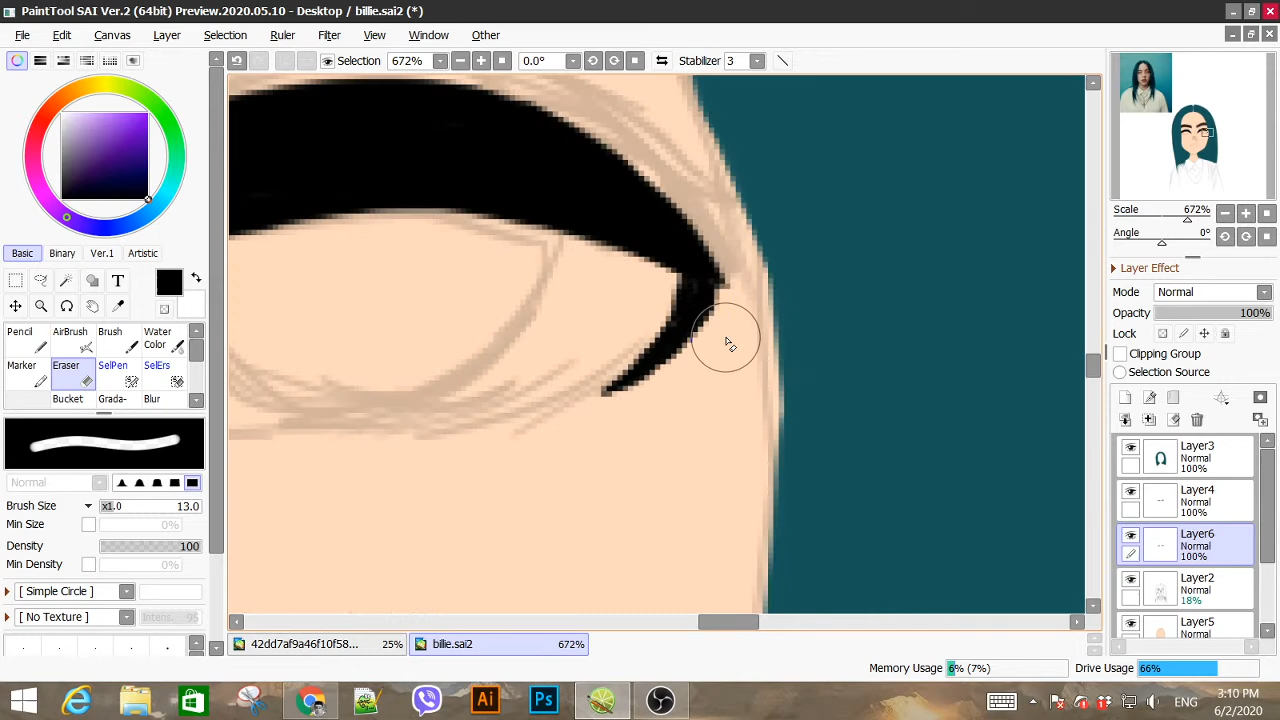 PaintTool SAI Ver.2 (64bit) Preview.2020.05.10 - Desktop / billie.sai2 (*)
File Edit Canvas Layer Selection Ruler Filter View Window Other
Selection 672% 0.0° Stabilizer 3
Basic Binary Ver.1 Artistic
T
Pencil AirBrush Brush Water Color
Marker Eraser SelPen SelErs
Bucket Grada- Blur
Normal
Brush Size x1.0 13.0
Min Size 0%
Density 100
Min Density 0%
[ Simple Circle ]
[ No Texture ] Intens. 95
Scale 672%
Angle 0°
Layer Effect
Mode Normal
Opacity 100%
Lock
Clipping Group
Selection Source
Layer3
Normal
100%
Layer4
Normal
100%
Layer6
Normal
100%
Layer2
Normal
18%
Layer5
Normal
42dd7af9a46f10f58... 25% billie.sai2 672%
Memory Usage 6% (7%) Drive Usage 66%
Ai Ps
3:10 PM
6/2/2020